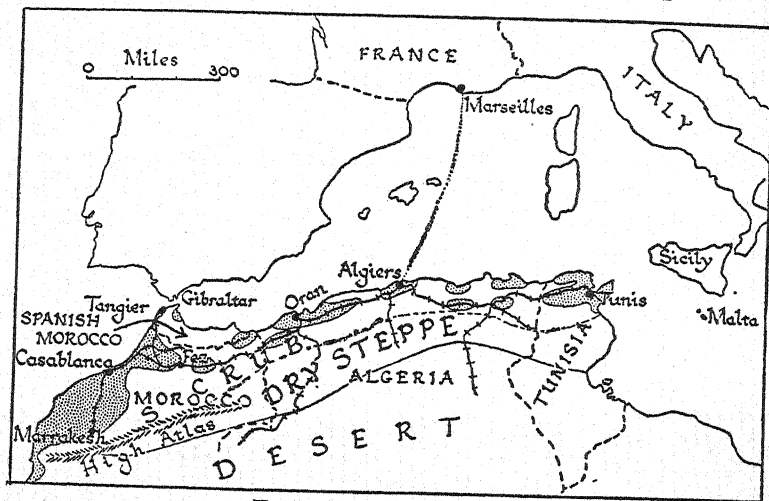 Miles
0 300
FRANCE
ITALY
Marseilles
Sicily
Malta
Algiers
Oran
Tunis
Tangier
Gibraltar
SPANISH
MOROCCO
Casablanca
Fez
SCRUB
DRY STEPPE
MOROCCO
ALGERIA
TUNISIA
Marrakesh
High Atlas
DESERT